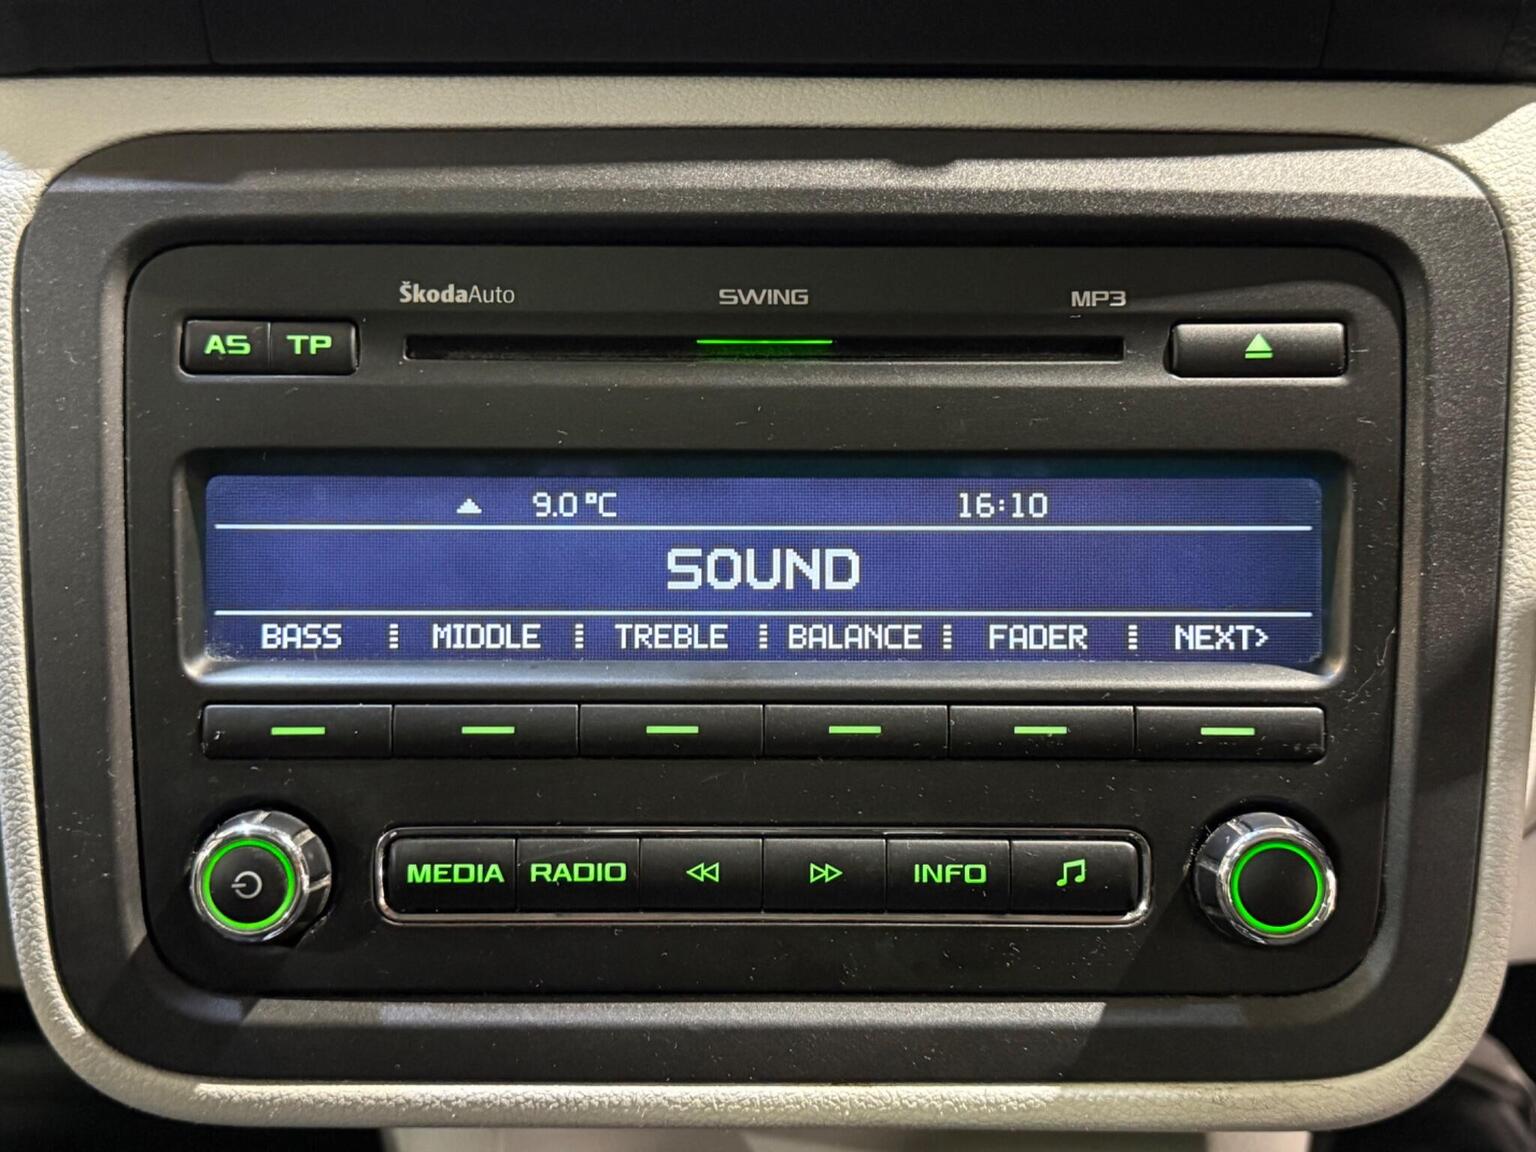 ŠkodaAuto SWING MP3
AS TP
9.0°C 16:10
SOUND
BASS MIDDLE TREBLE BALANCE FADER NEXT>
MEDIA RADIO INFO